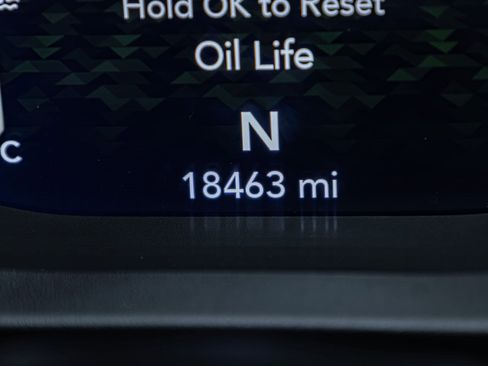 Hold OK to Reset
Oil Life
N
C
18463 mi